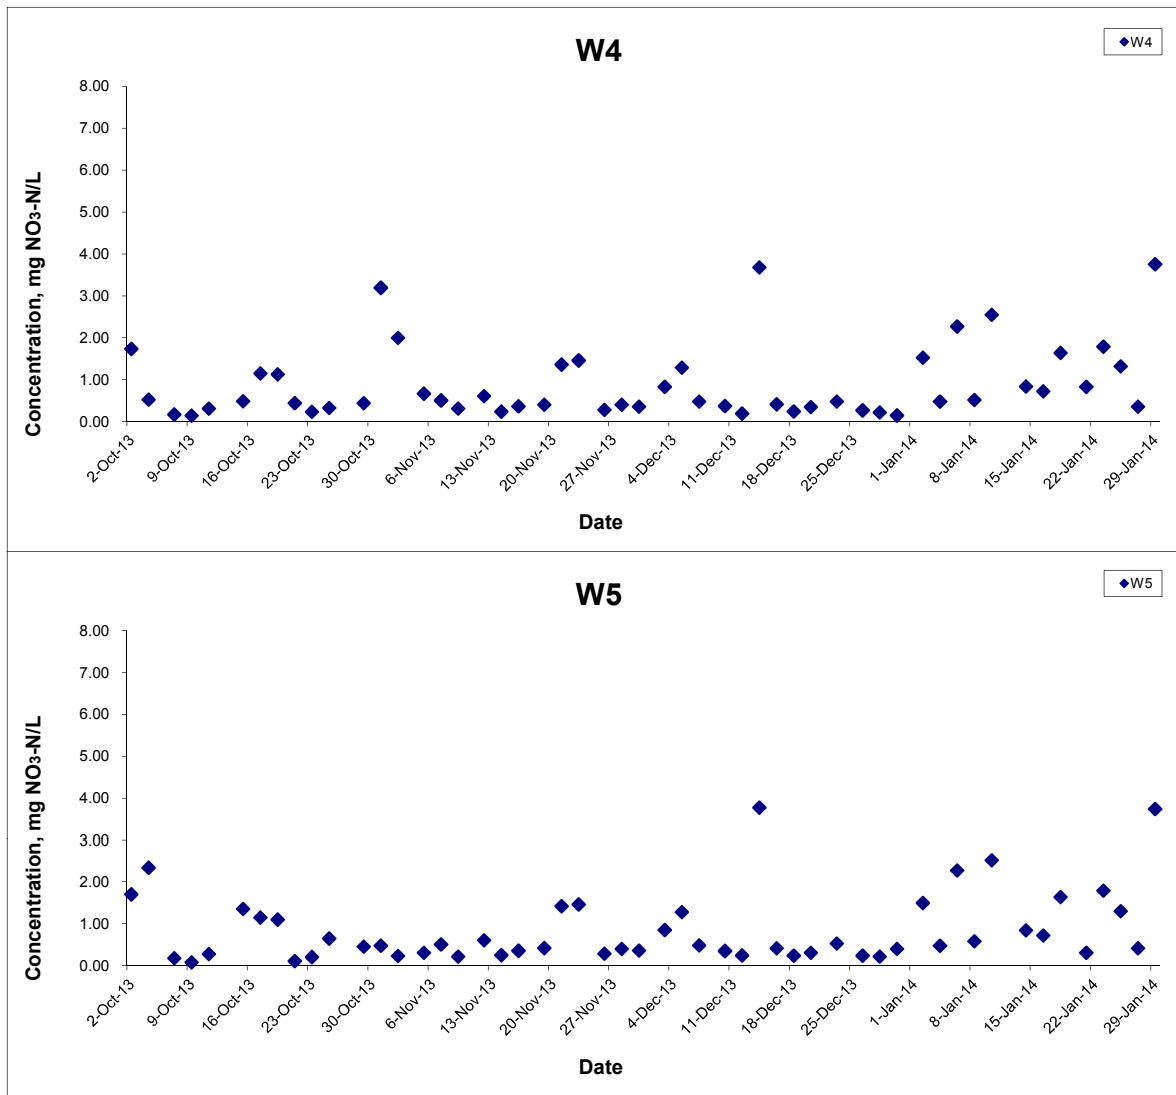 W4
W4
8.00
7.00
6.00
5.00
4.00
3.00
2.00
1.00
0.00
Concentration, mg NO3-N/L
2-Oct-13
9-Oct-13
16-Oct-13
23-Oct-13
30-Oct-13
6-Nov-13
13-Nov-13
20-Nov-13
27-Nov-13
4-Dec-13
11-Dec-13
18-Dec-13
25-Dec-13
1-Jan-14
8-Jan-14
15-Jan-14
22-Jan-14
29-Jan-14
Date
W5
W5
8.00
7.00
6.00
5.00
4.00
3.00
2.00
1.00
0.00
Concentration, mg NO3-N/L
2-Oct-13
9-Oct-13
16-Oct-13
23-Oct-13
30-Oct-13
6-Nov-13
13-Nov-13
20-Nov-13
27-Nov-13
4-Dec-13
11-Dec-13
18-Dec-13
25-Dec-13
1-Jan-14
8-Jan-14
15-Jan-14
22-Jan-14
29-Jan-14
Date